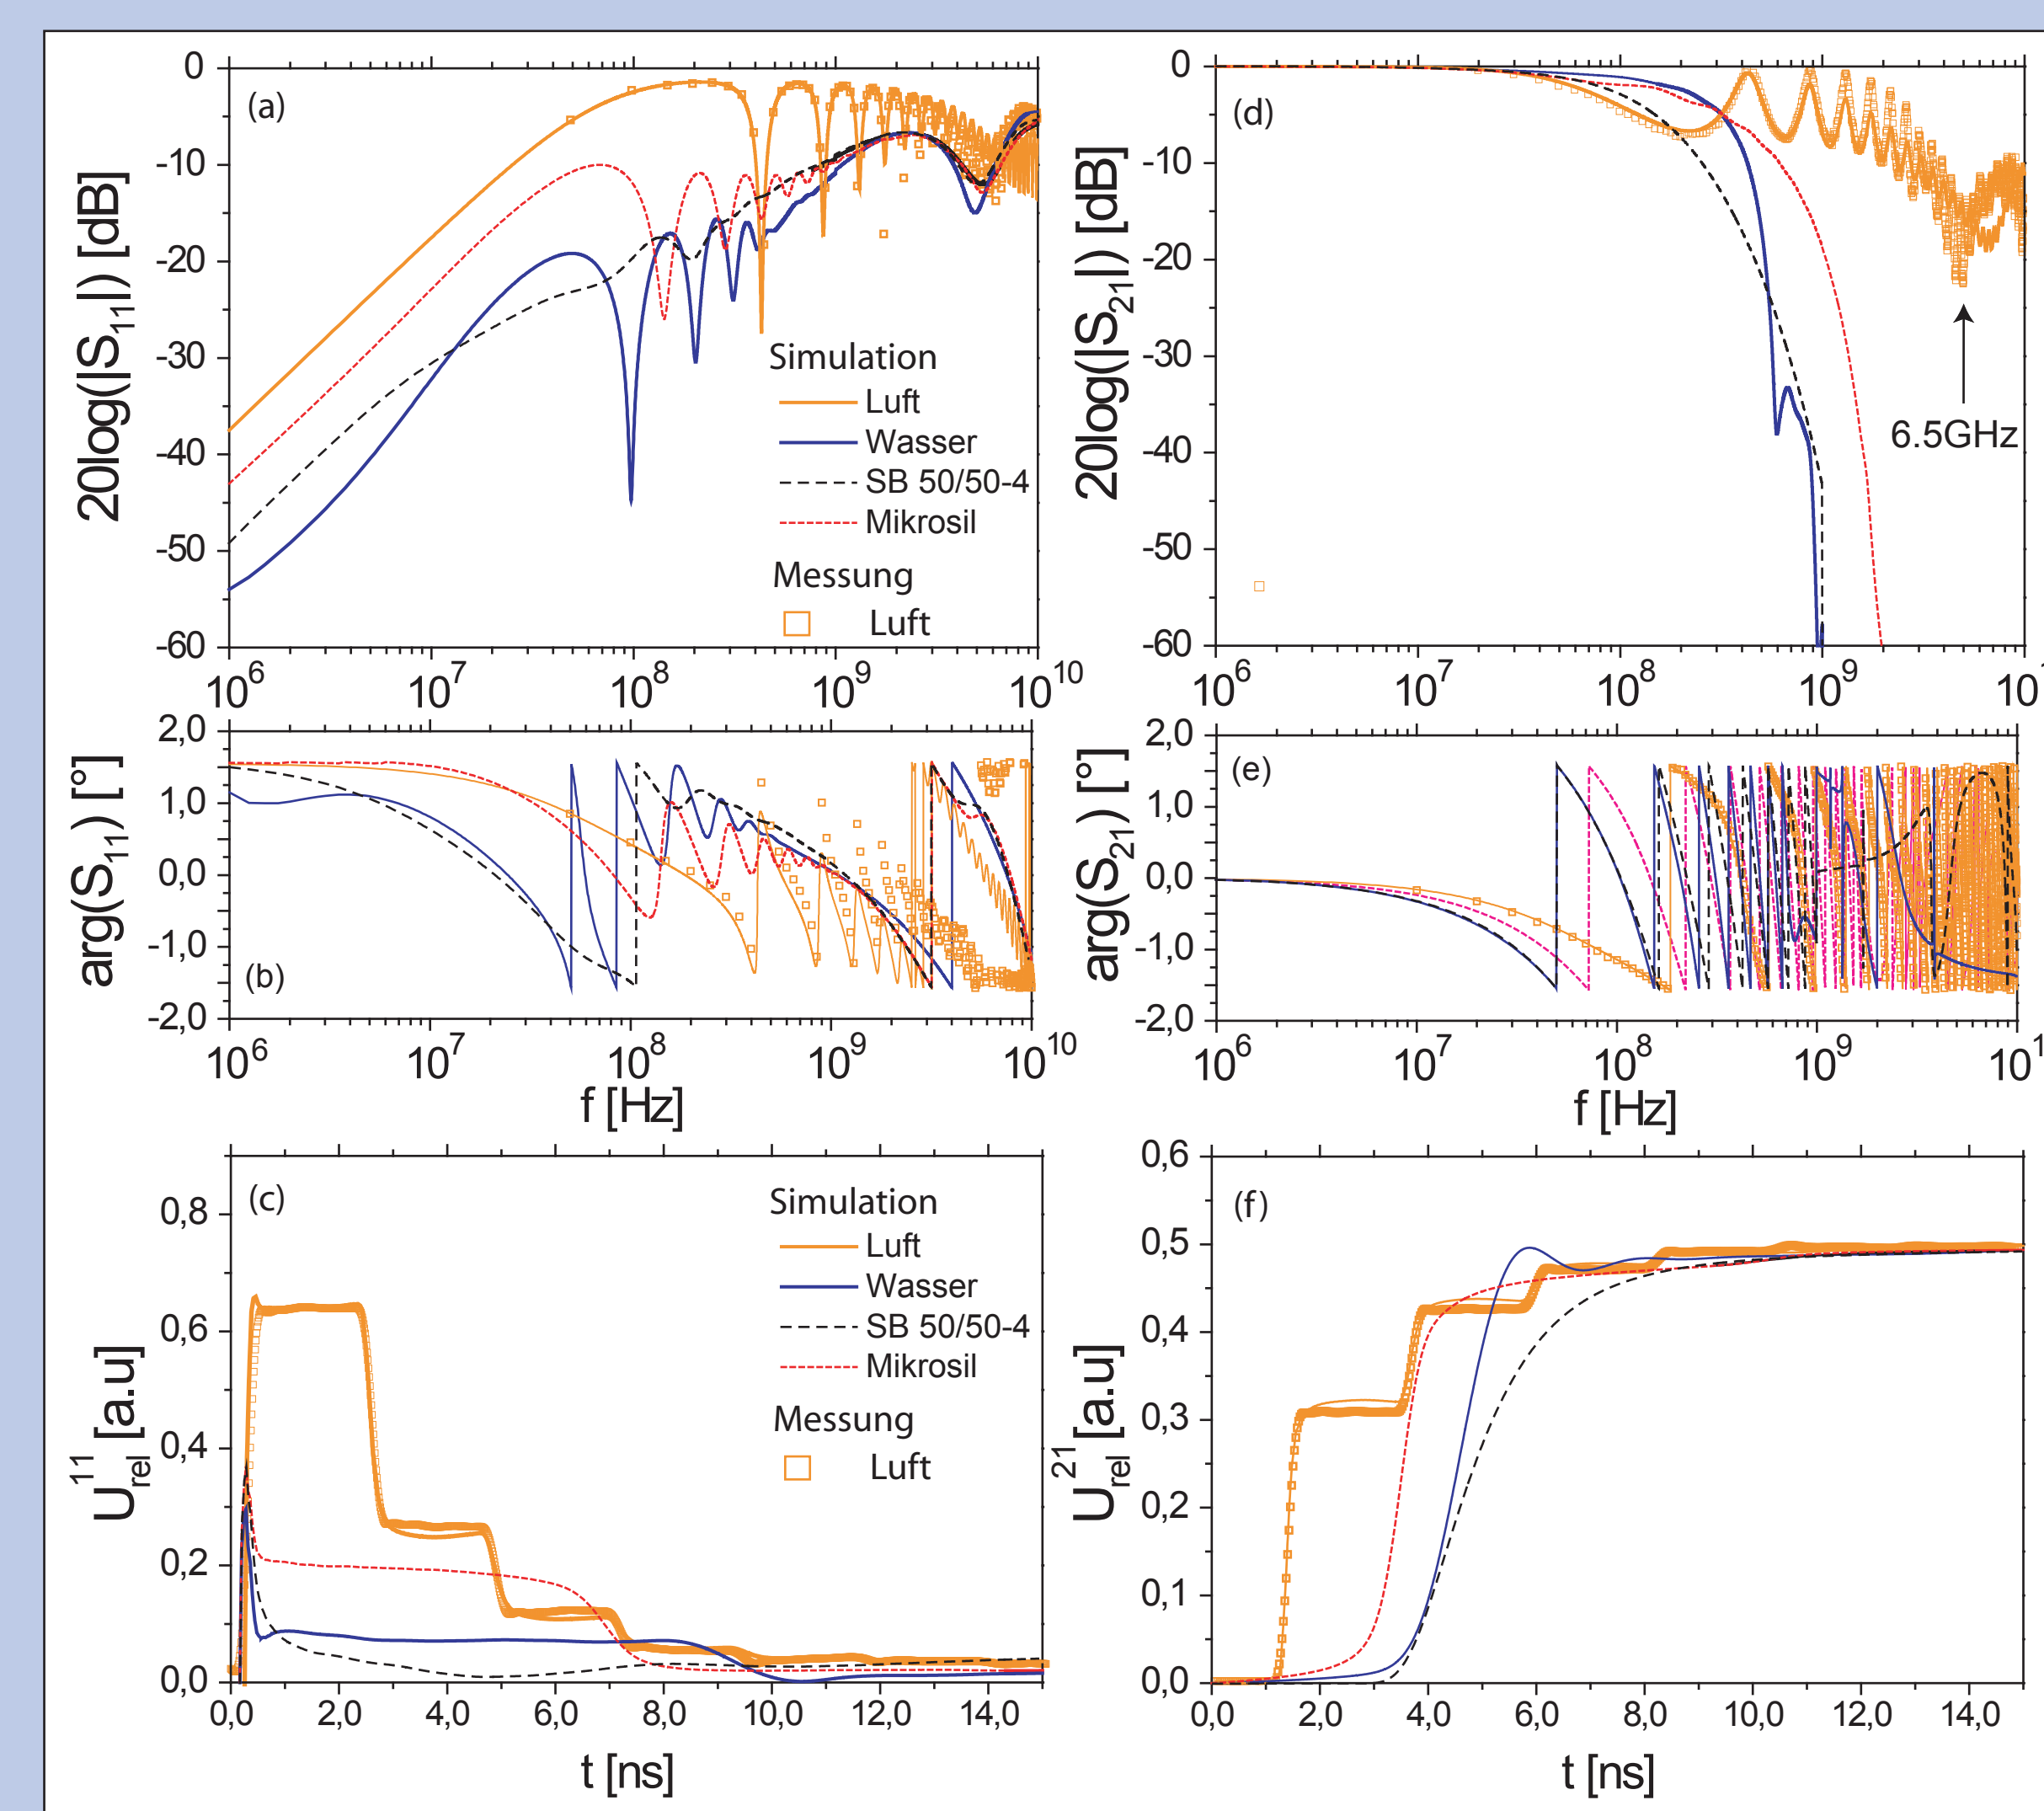 (a)
20log(|S11|) [dB]
0
-10
-20
-30
-40
-50
-60
10^6 10^7 10^8 10^9 10^10
Simulation
Luft
Wasser
SB 50/50-4
Mikrosil
Messung
Luft
(d)
20log(|S21|) [dB]
0
-10
-20
-30
-40
-50
-60
6.5GHz
10^6 10^7 10^8 10^9 10
(b)
arg(S11) [°]
2,0
1,0
0,0
-1,0
-2,0
10^6 10^7 10^8 10^9 10^10
f [Hz]
(e)
arg(S21) [°]
2,0
1,0
0,0
-1,0
-2,0
10^6 10^7 10^8 10^9 10^1
f [Hz]
(c)
U11rel [a.u]
0,8
0,6
0,4
0,2
0,0
0,0 2,0 4,0 6,0 8,0 10,0 12,0 14,0
t [ns]
Simulation
Luft
Wasser
SB 50/50-4
Mikrosil
Messung
Luft
(f)
U21rel [a.u]
0,6
0,5
0,4
0,3
0,2
0,1
0,0
0,0 2,0 4,0 6,0 8,0 10,0 12,0 14,0
t [ns]